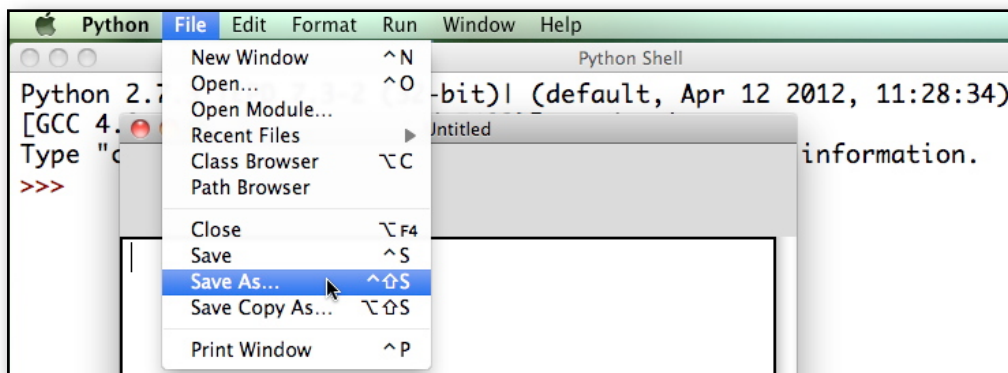 Python File Edit Format Run Window Help
Python Shell
Python 2.7 -bit)| (default, Apr 12 2012, 11:28:34)
[GCC 4.
Type "c information.
>>>
Untitled
New Window ^N
Open... ^O
Open Module...
Recent Files ▶
Class Browser ⌥C
Path Browser
Close ⌥F4
Save ^S
Save As... ^⇧S
Save Copy As... ⌥⇧S
Print Window ^P